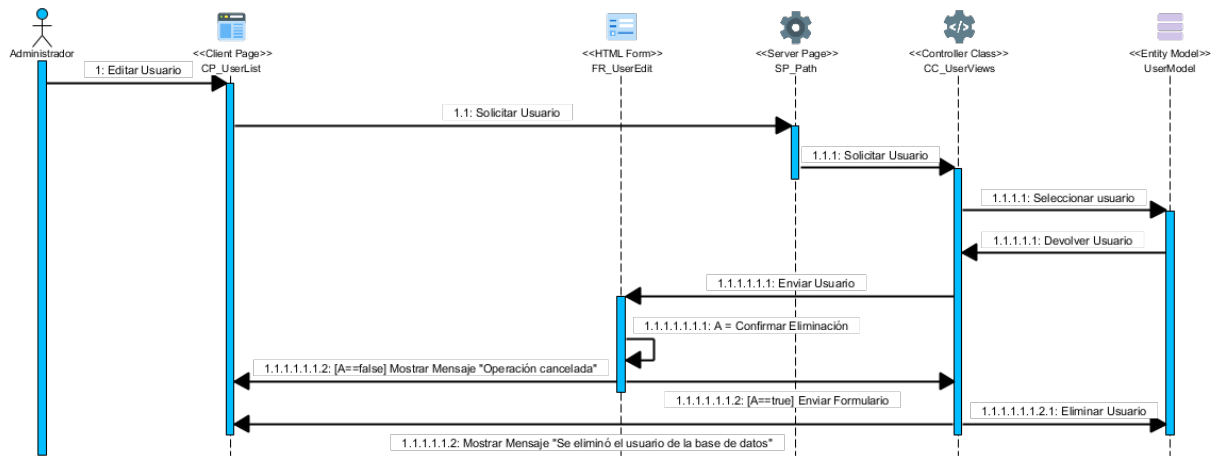 Administrador
<<Client Page>>
CP_UserList
<<HTML Form>>
FR_UserEdit
<<Server Page>>
SP_Path
<<Controller Class>>
CC_UserViews
<<Entity Model>>
UserModel
1: Editar Usuario
1.1: Solicitar Usuario
1.1.1: Solicitar Usuario
1.1.1.1: Seleccionar usuario
1.1.1.1.1: Devolver Usuario
1.1.1.1.1.1: Enviar Usuario
1.1.1.1.1.1.1: A = Confirmar Eliminación
1.1.1.1.1.1.2: [A==false] Mostrar Mensaje "Operación cancelada"
1.1.1.1.1.1.2: [A==true] Enviar Formulario
1.1.1.1.1.1.2.1: Eliminar Usuario
1.1.1.1.1.2: Mostrar Mensaje "Se eliminó el usuario de la base de datos"